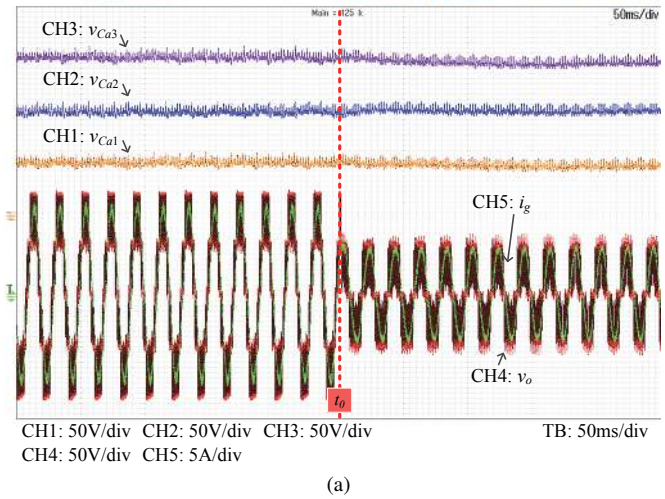 Main = 125 k
50ms/div
CH3: vCa3
CH2: vCa2
CH1: vCa1
CH5: ig
CH4: vo
t0
CH1: 50V/div CH2: 50V/div CH3: 50V/div TB: 50ms/div
CH4: 50V/div CH5: 5A/div
(a)